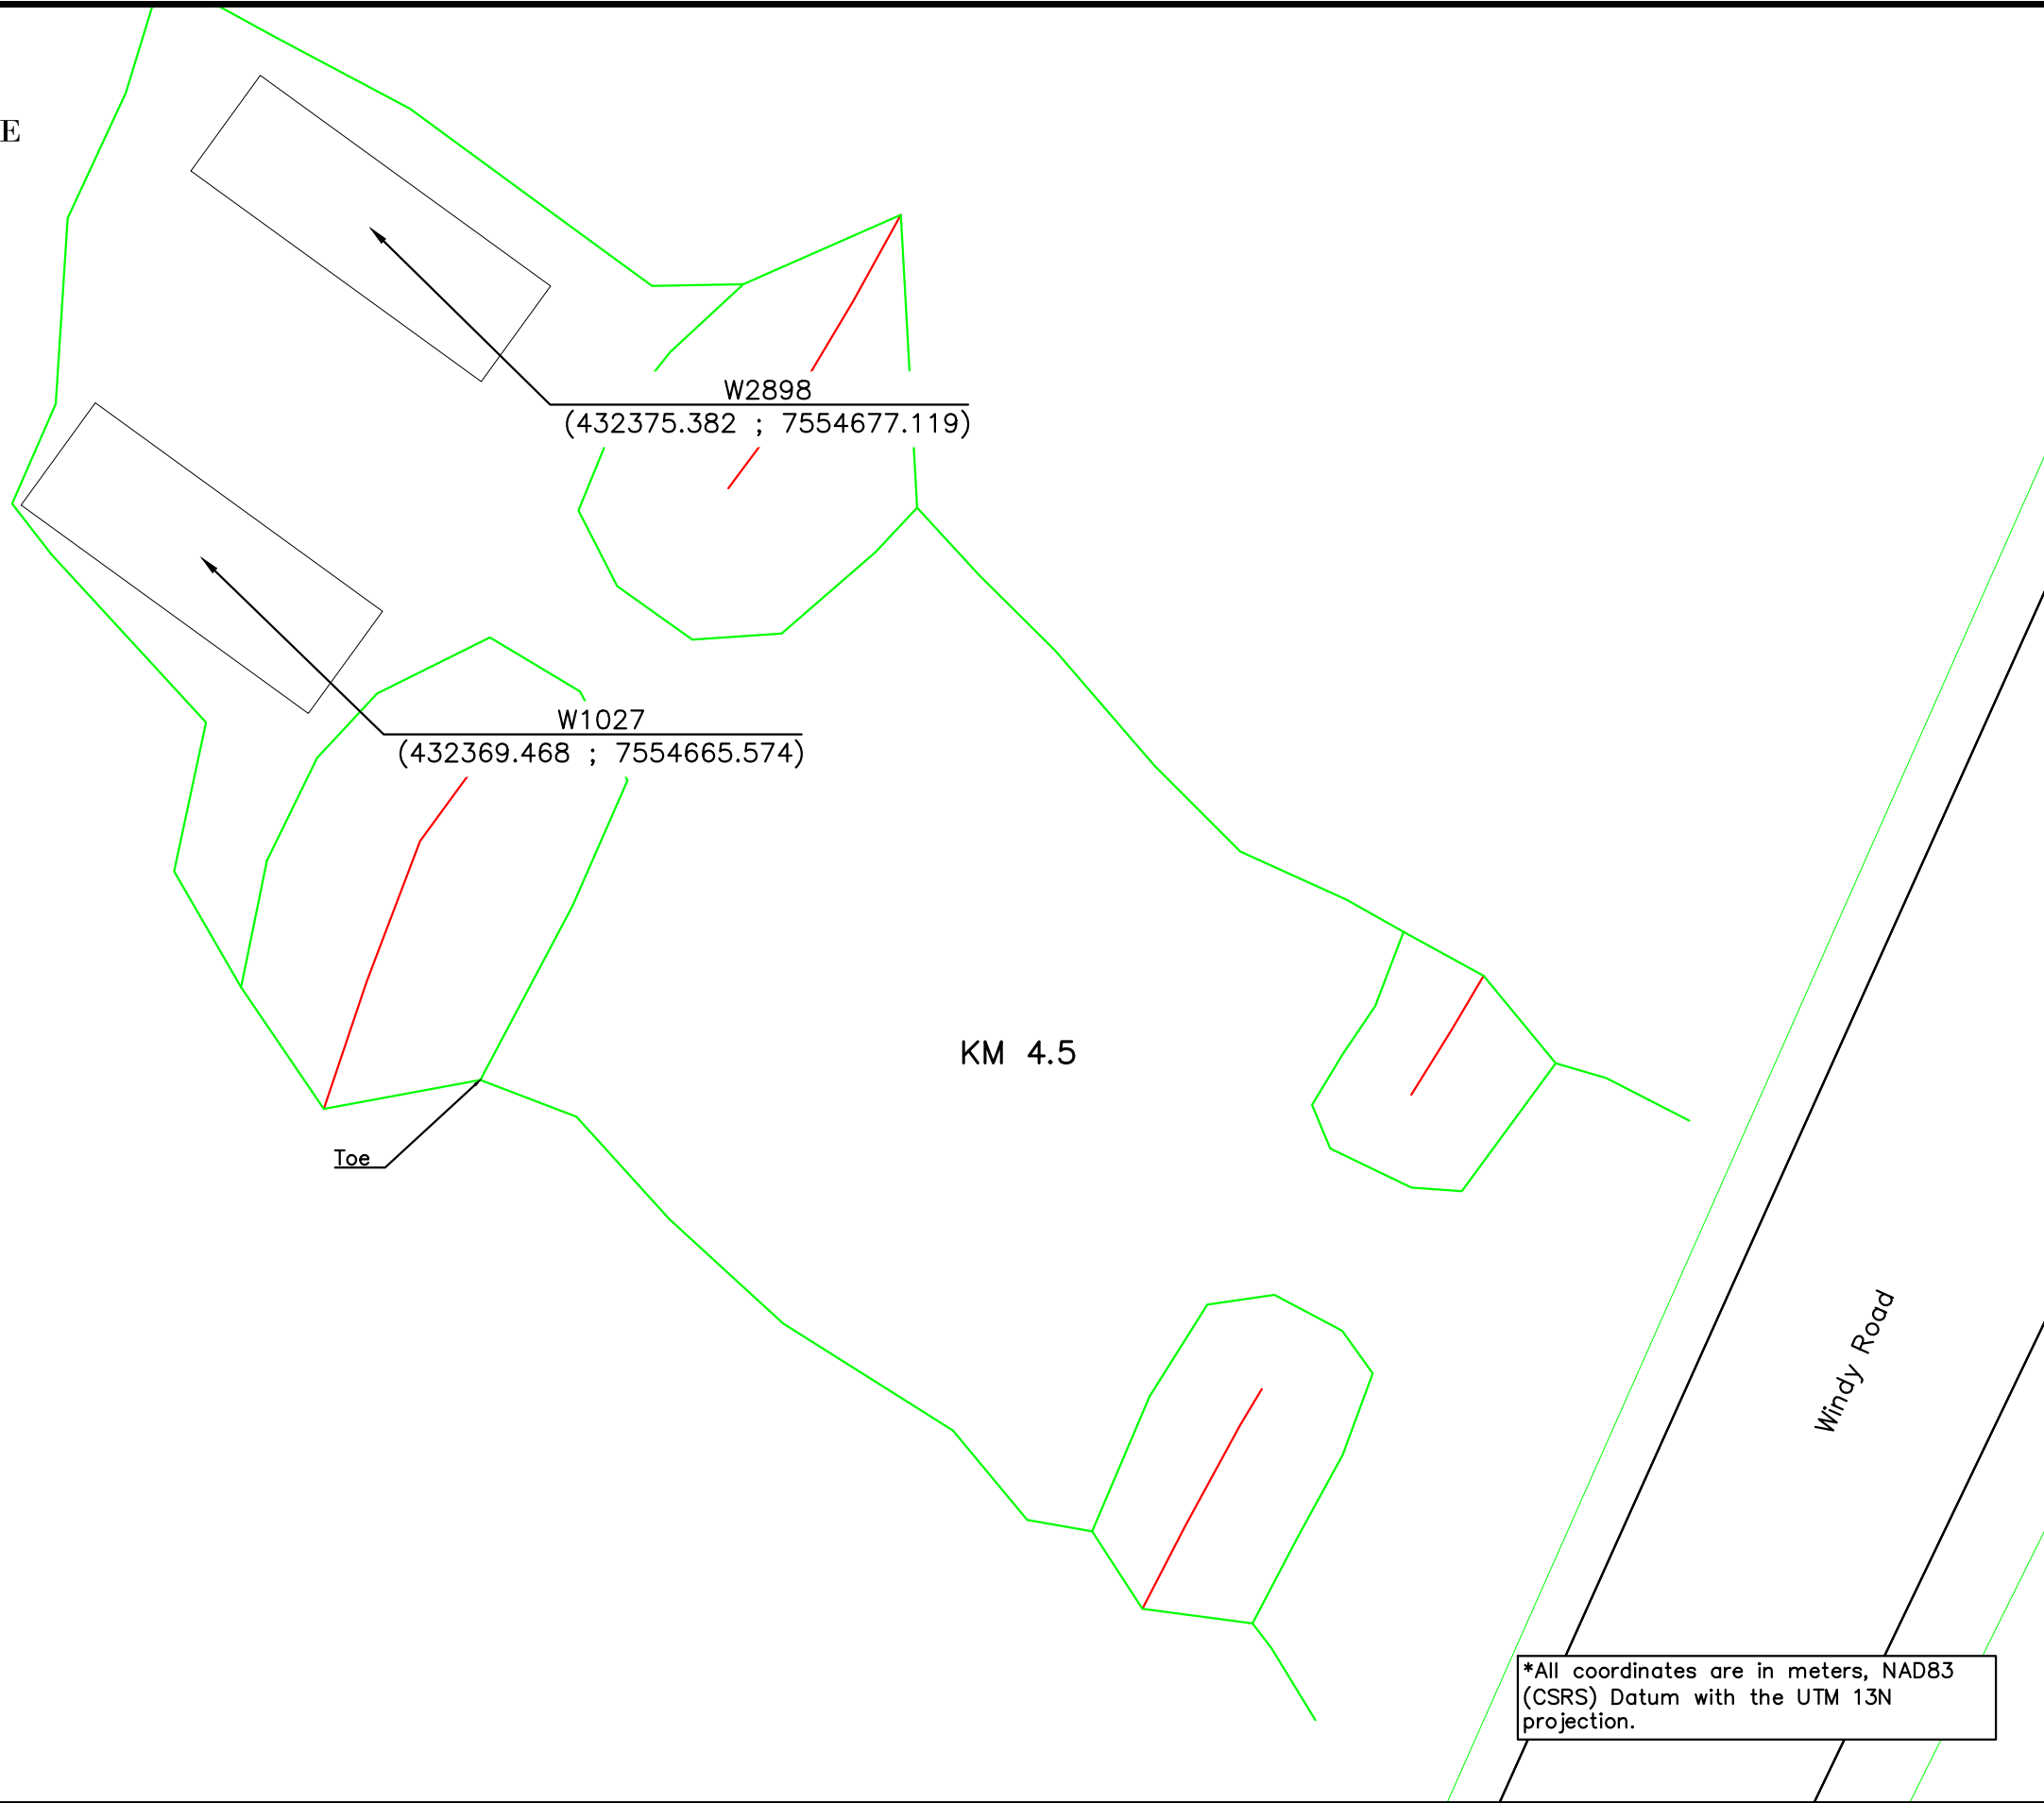 E
W2898
(432375.382 ; 7554677.119)
W1027
(432369.468 ; 7554665.574)
KM 4.5
Toe
Windy Road
*All coordinates are in meters, NAD83
(CSRS) Datum with the UTM 13N
projection.